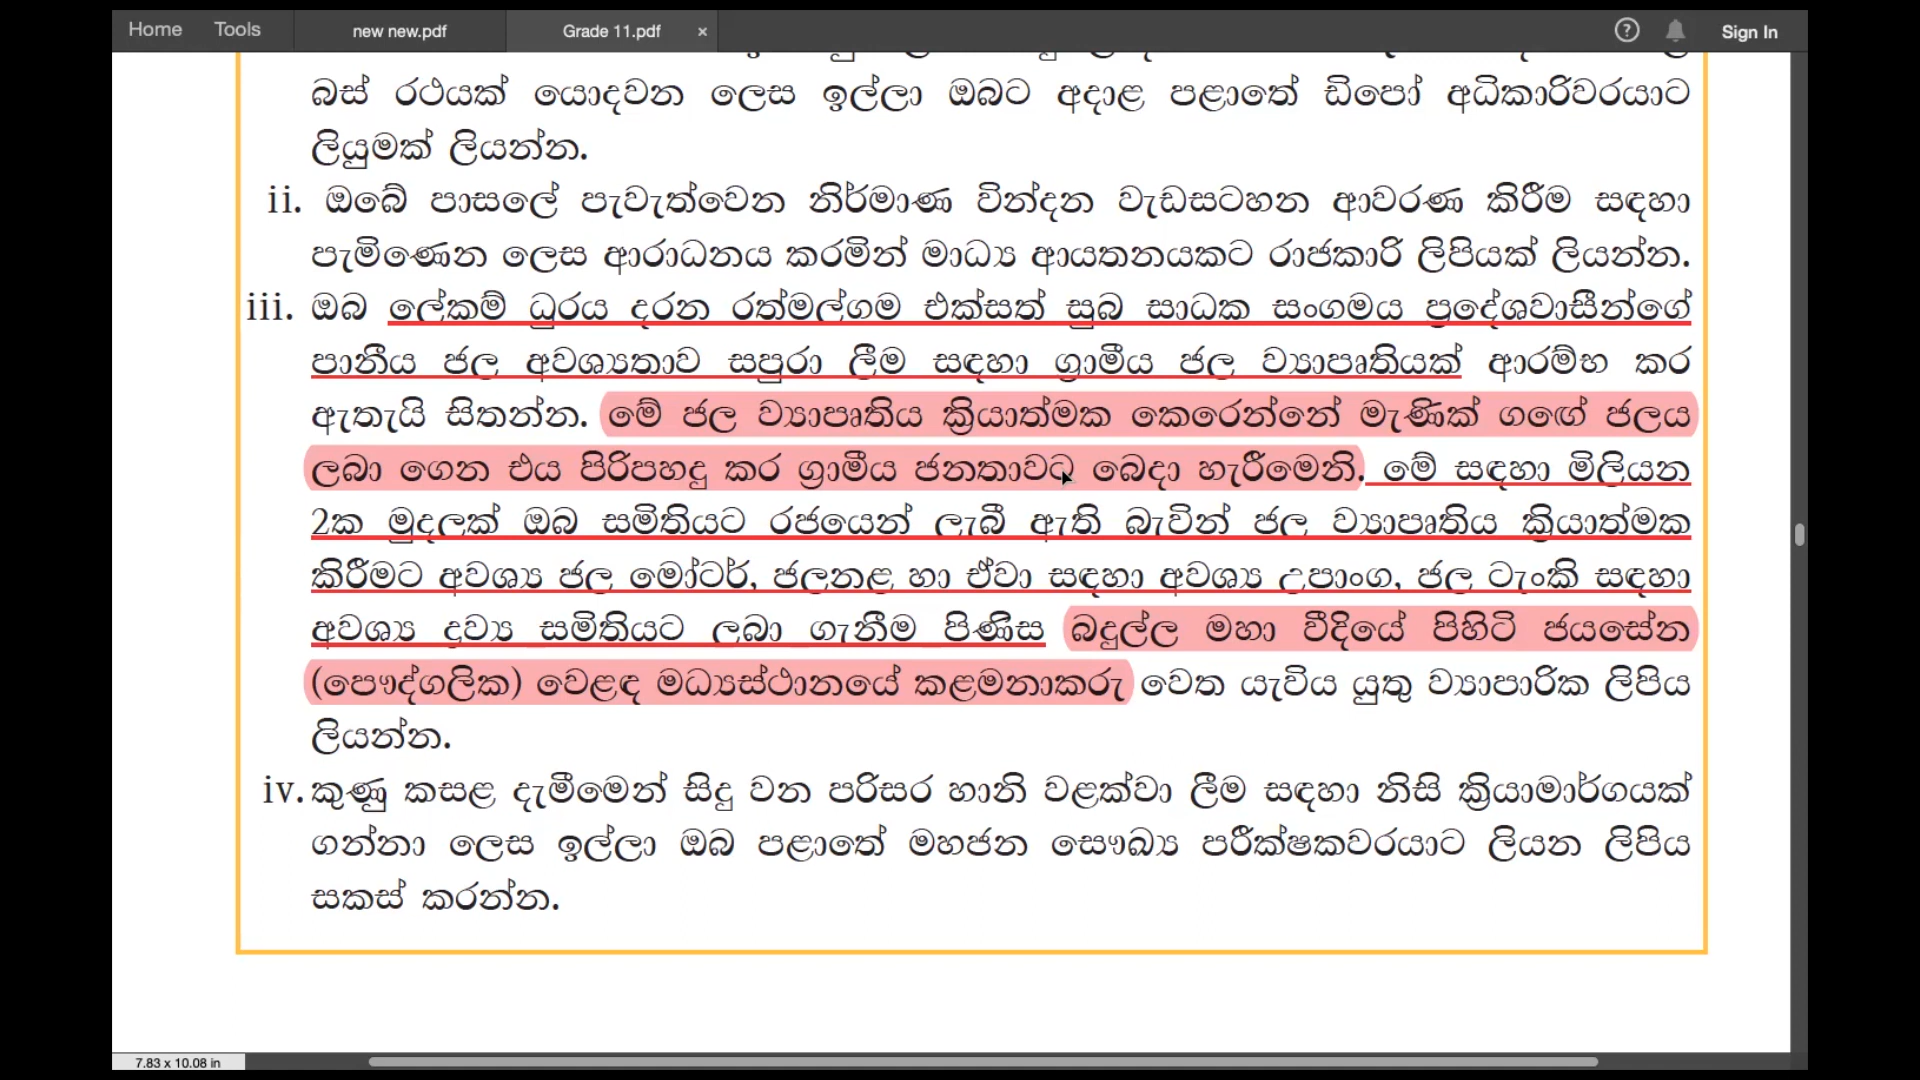 Home Tools new new.pdf Grade 11.pdf × ? Sign In
බස් රථයක් යොදවන ලෙස ඉල්ලා ඔබට අදාළ පළාතේ ඩිපෝ අධිකාරිවරයාට
ලියුමක් ලියන්න.
ii. ඔබේ පාසලේ පැවැත්වෙන නිර්මාණ වින්දන වැඩසටහන ආවරණ කිරීම සඳහා
පැමිණෙන ලෙස ආරාධනය කරමින් මාධ්‍ය ආයතනයකට රාජකාරි ලිපියක් ලියන්න.
iii. ඔබ ලේකම් ධුරය දරන රත්මල්ගම එක්සත් සුබ සාධක සංගමය ප්‍රදේශවාසීන්ගේ
පානීය ජල අවශ්‍යතාව සපුරා ලීම සඳහා ග්‍රාමීය ජල ව්‍යාපෘතියක් ආරම්භ කර
ඇතැයි සිතන්න. මේ ජල ව්‍යාපෘතිය ක්‍රියාත්මක කෙරෙන්නේ මැණික් ගඟේ ජලය
ලබා ගෙන එය පිරිපහදු කර ග්‍රාමීය ජනතාවට බෙදා හැරීමෙනි. මේ සඳහා මිලියන
2ක මුදලක් ඔබ සමිතියට රජයෙන් ලැබී ඇති බැවින් ජල ව්‍යාපෘතිය ක්‍රියාත්මක
කිරීමට අවශ්‍ය ජල මෝටර්, ජලනළ හා ඒවා සඳහා අවශ්‍ය උපාංග, ජල ටැංකි සඳහා
අවශ්‍ය ද්‍රව්‍ය සමිතියට ලබා ගැනීම පිණිස බදුල්ල මහා වීදියේ පිහිටි ජයසේන
(පෞද්ගලික) වෙළඳ මධ්‍යස්ථානයේ කළමනාකරු වෙත යැවිය යුතු ව්‍යාපාරික ලිපිය
ලියන්න.
iv. කුණු කසළ දැමීමෙන් සිදු වන පරිසර හානි වළක්වා ලීම සඳහා නිසි ක්‍රියාමාර්ගයක්
ගන්නා ලෙස ඉල්ලා ඔබ පළාතේ මහජන සෞඛ්‍ය පරීක්ෂකවරයාට ලියන ලිපිය
සකස් කරන්න.
7.83 x 10.08 in